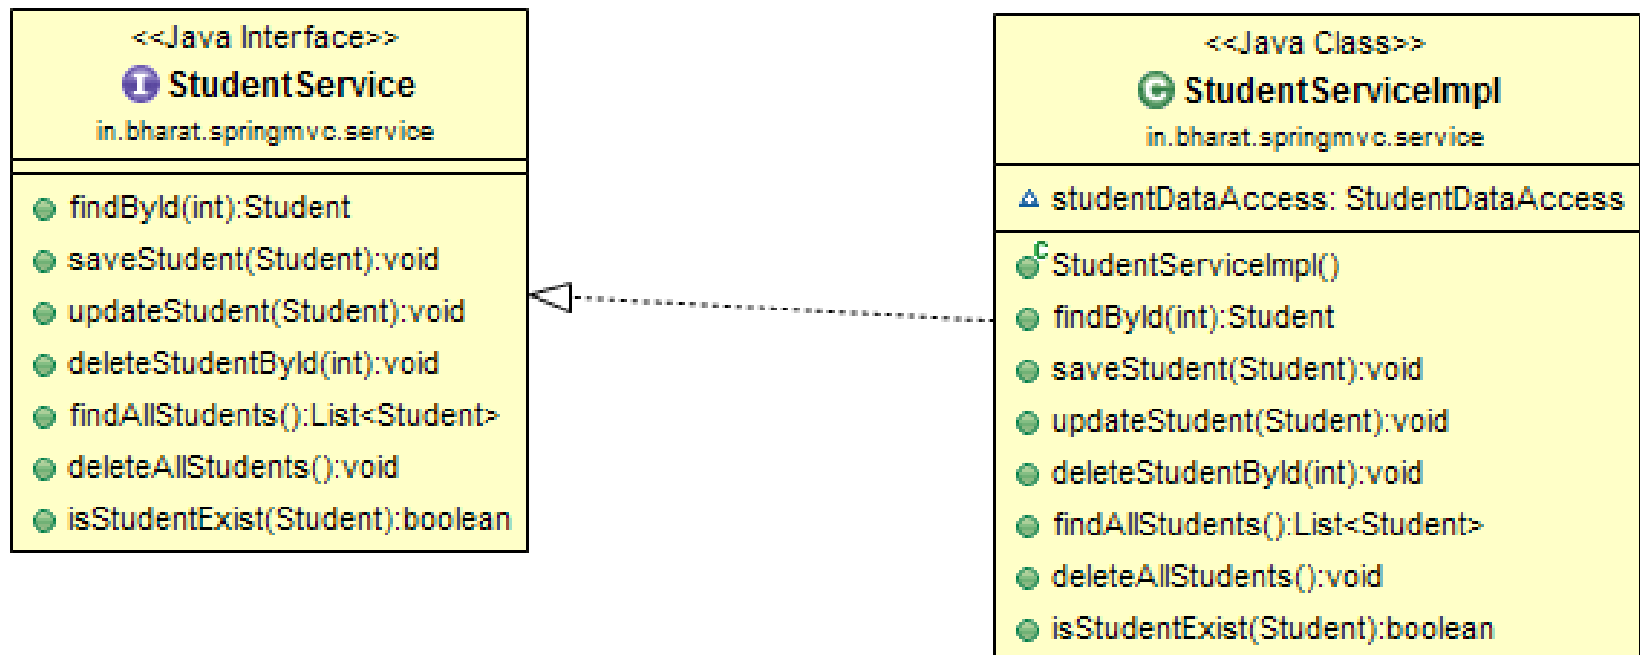 <<Java Interface>>
I StudentService
in.bharat.springmvc.service
findById(int):Student
saveStudent(Student):void
updateStudent(Student):void
deleteStudentById(int):void
findAllStudents():List<Student>
deleteAllStudents():void
isStudentExist(Student):boolean
<<Java Class>>
C StudentServiceImpl
in.bharat.springmvc.service
studentDataAccess: StudentDataAccess
C StudentServiceImpl()
findById(int):Student
saveStudent(Student):void
updateStudent(Student):void
deleteStudentById(int):void
findAllStudents():List<Student>
deleteAllStudents():void
isStudentExist(Student):boolean